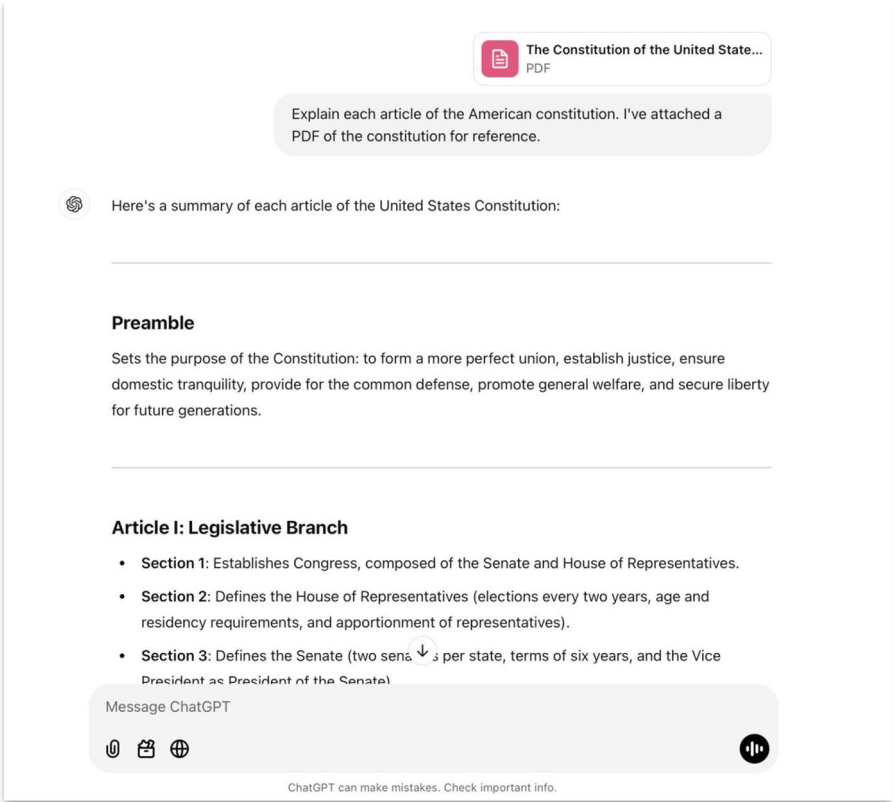 The Constitution of the United State...
PDF
Explain each article of the American constitution. I've attached a
PDF of the constitution for reference.
Here's a summary of each article of the United States Constitution:
Preamble
Sets the purpose of the Constitution: to form a more perfect union, establish justice, ensure
domestic tranquility, provide for the common defense, promote general welfare, and secure liberty
for future generations.
Article I: Legislative Branch
• Section 1: Establishes Congress, composed of the Senate and House of Representatives.
• Section 2: Defines the House of Representatives (elections every two years, age and
residency requirements, and apportionment of representatives).
• Section 3: Defines the Senate (two per state, terms of six years, and the Vice
President as President of the Senate)
Message ChatGPT
ChatGPT can make mistakes. Check important info.